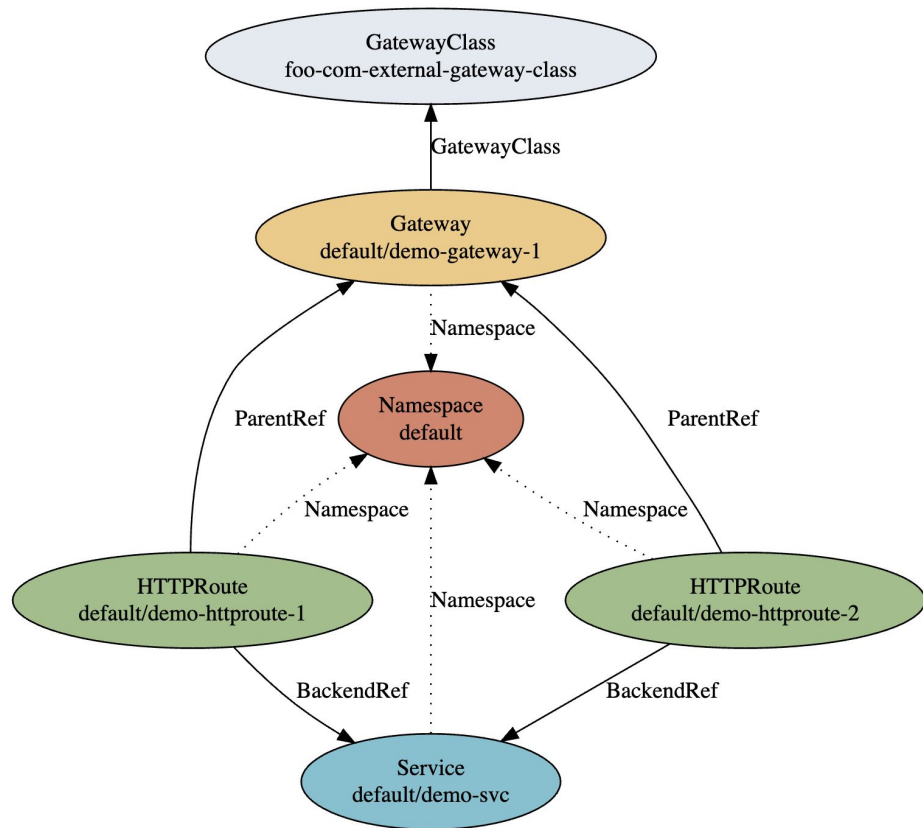 GatewayClass
foo-com-external-gateway-class
GatewayClass
Gateway
default/demo-gateway-1
Namespace
ParentRef
Namespace
default
ParentRef
Namespace
Namespace
HTTPRoute
default/demo-httproute-1
Namespace
HTTPRoute
default/demo-httproute-2
BackendRef
BackendRef
Service
default/demo-svc